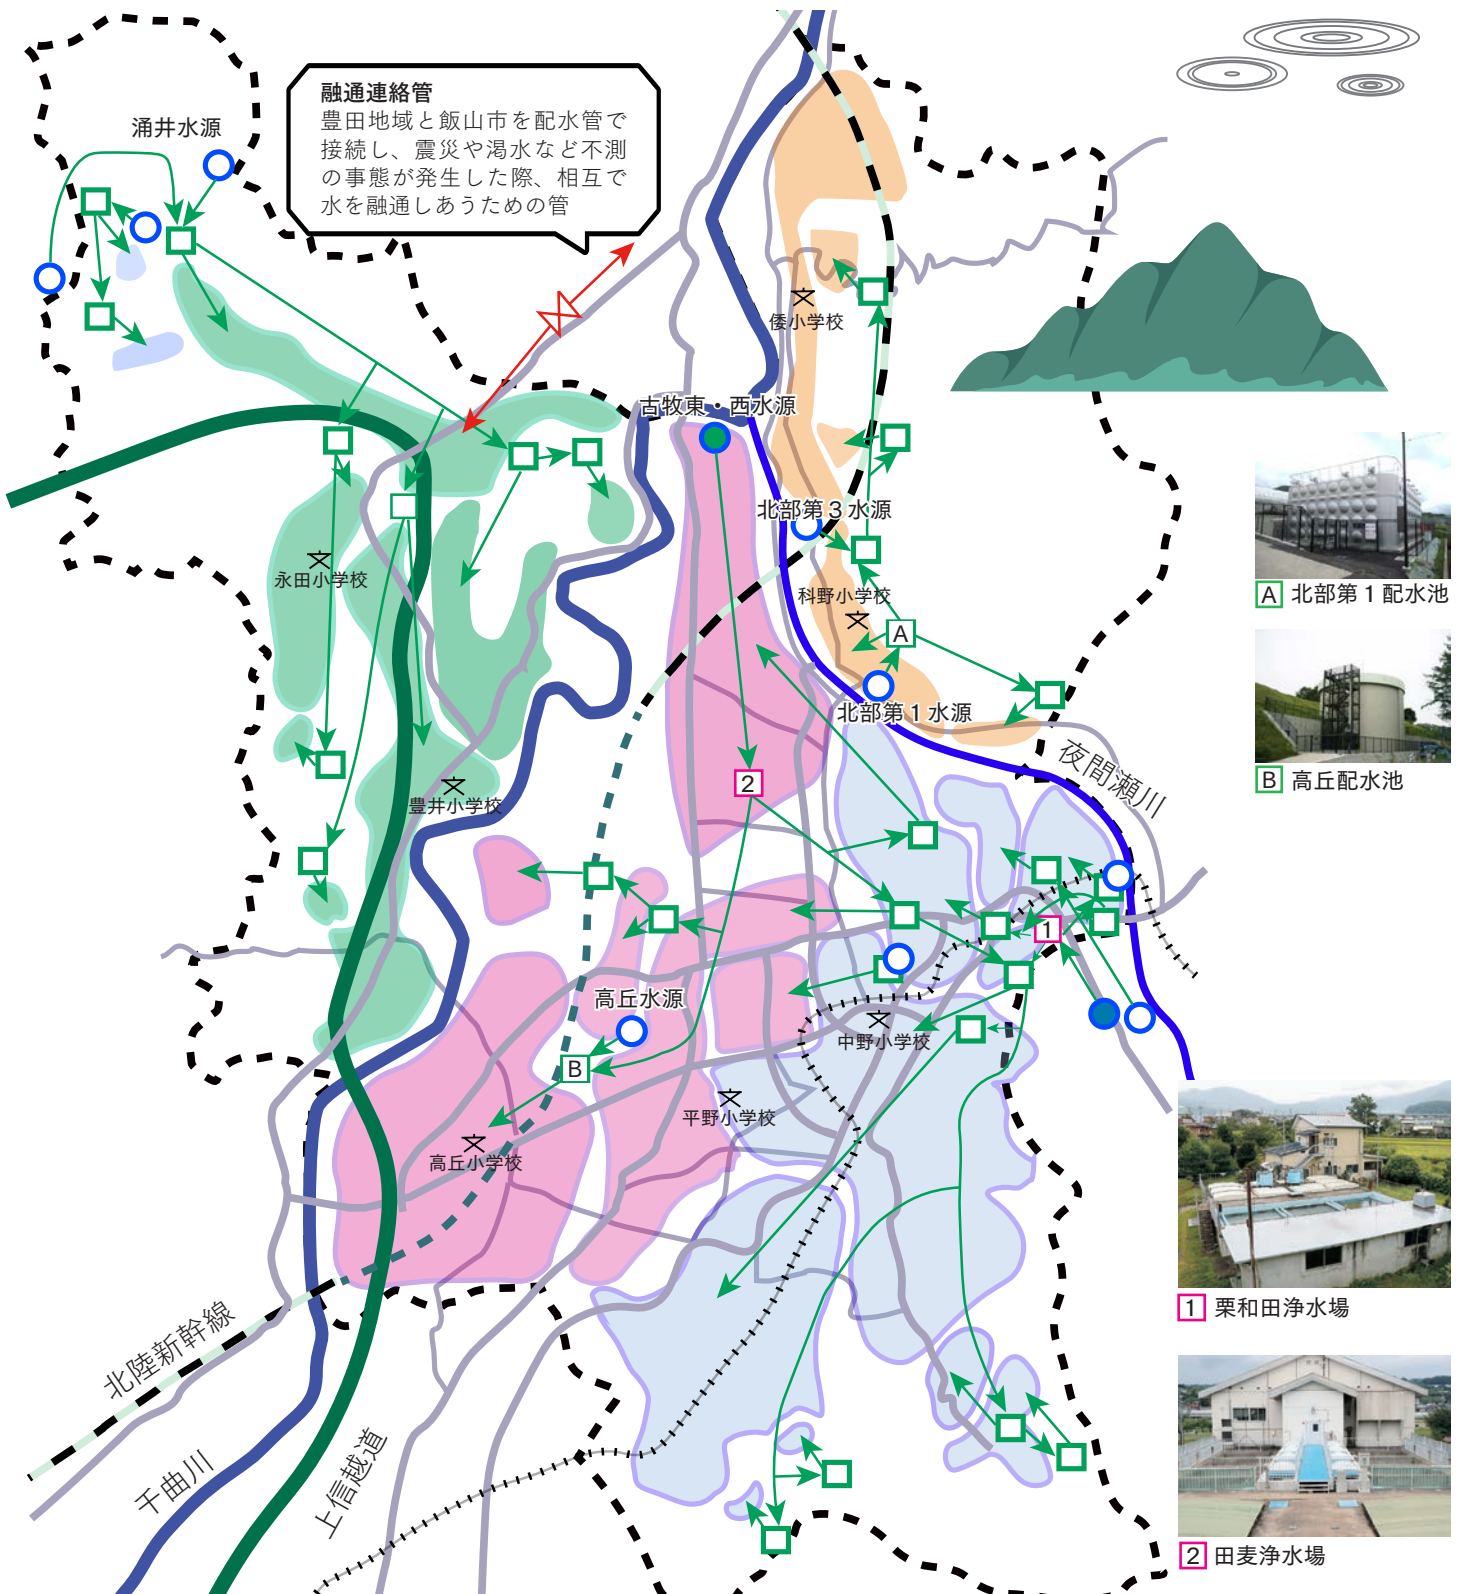 融通連絡管
豊田地域と飯山市を配水管で
接続し、震災や渇水など不測
の事態が発生した際、相互で
水を融通しあうための管
涌井水源
倭小学校
古牧東・西水源
北部第3水源
永田小学校
科野小学校
A
A 北部第1配水池
北部第1水源
B 高丘配水池
夜間瀬川
2
豊井小学校
1
高丘水源
中野小学校
B
平野小学校
高丘小学校
1 栗和田浄水場
北陸新幹線
千曲川
上信越道
2 田麦浄水場